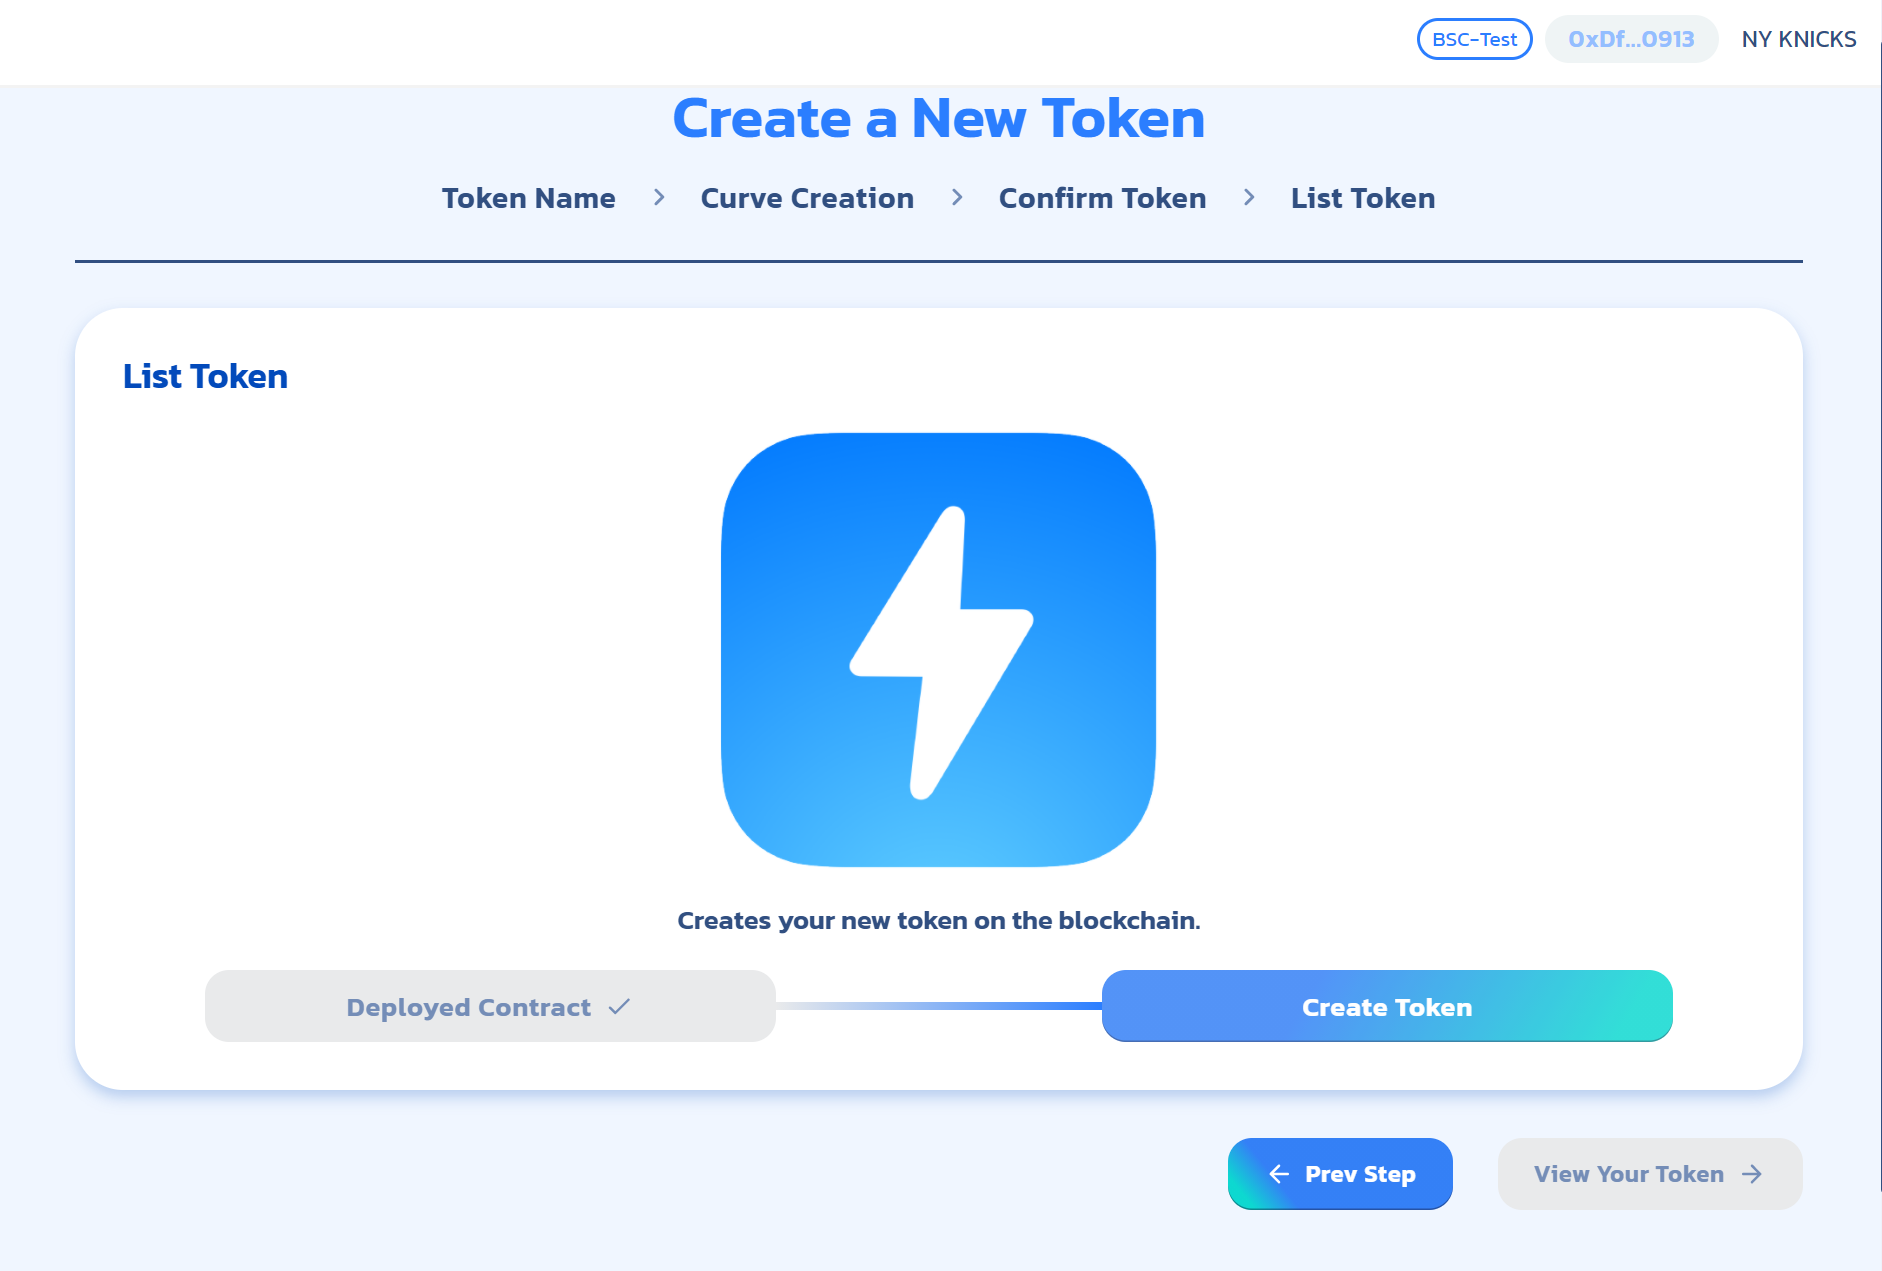 BSC-Test 0xDf...0913 NY KNICKS
Create a New Token
Token Name > Curve Creation > Confirm Token > List Token
List Token
Creates your new token on the blockchain.
Deployed Contract ✓ Create Token
← Prev Step View Your Token →